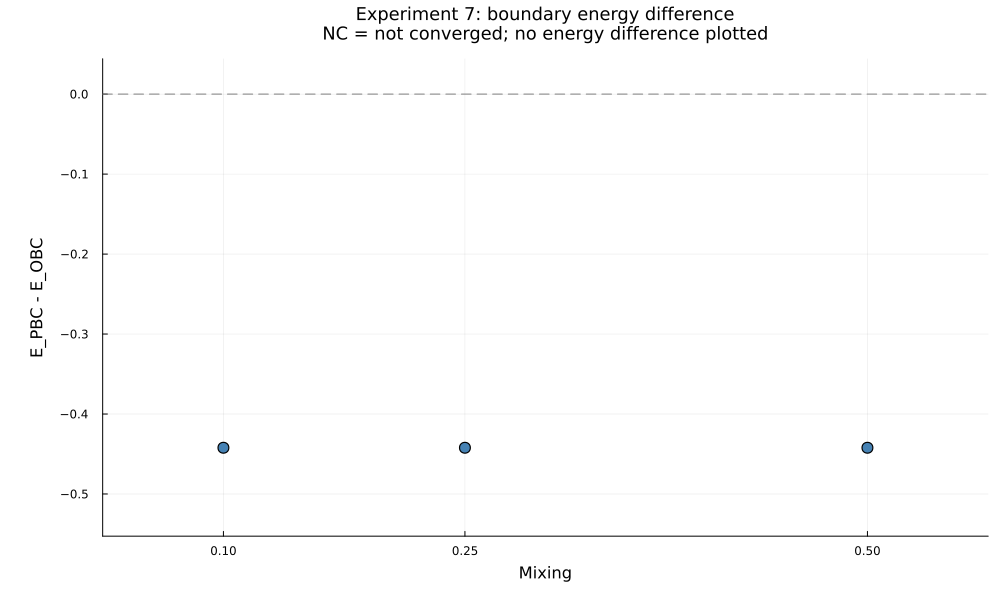 Experiment 7: boundary energy difference
NC = not converged; no energy difference plotted
E_PBC - E_OBC
0.0
−0.1
−0.2
−0.3
−0.4
−0.5
0.10
0.25
0.50
Mixing